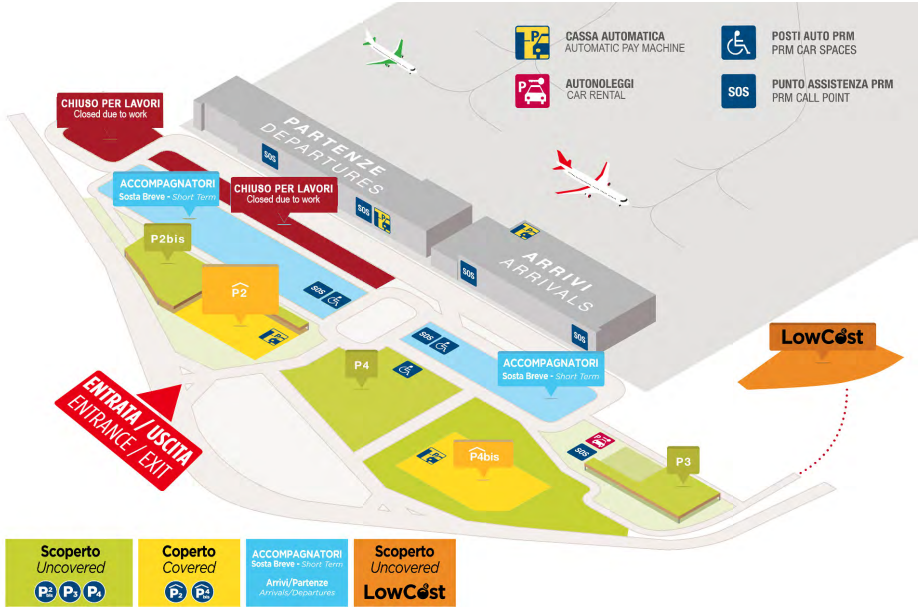 CASSA AUTOMATICA
AUTOMATIC PAY MACHINE
POSTI AUTO PRM
PRM CAR SPACES
P
AUTONOLEGGI
CAR RENTAL
SOS
PUNTO ASSISTENZA PRM
PRM CALL POINT
CHIUSO PER LAVORI
Closed due to work
PARTENZE
DEPARTURES
SOS
ACCOMPAGNATORI
Sosta Breve - Short Term
CHIUSO PER LAVORI
Closed due to work
SOS
P
P
ARRIVI
ARRIVALS
P2bis
SOS
P2
SOS
SOS
P
SOS
LowCost
P4
ACCOMPAGNATORI
Sosta Breve - Short Term
ENTRATA / USCITA
ENTRANCE / EXIT
P
P4bis
P
SOS
P3
Scoperto
Uncovered
P2 bis
P3
P4
Coperto
Covered
P2
P4 bis
ACCOMPAGNATORI
Sosta Breve - Short Term
Arrivi/Partenze
Arrivals/Departures
Scoperto
Uncovered
LowCost